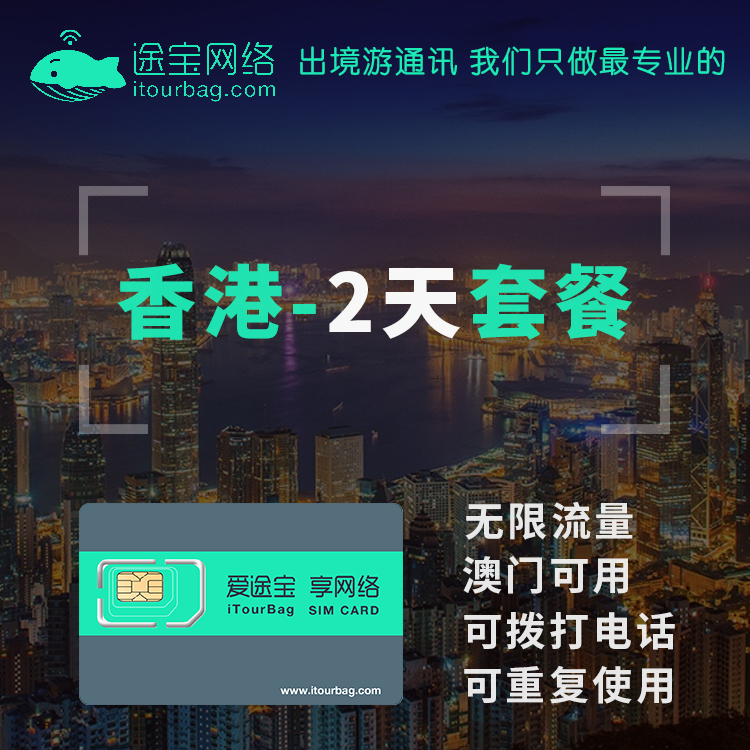 途宝网络
itourbag.com
出境游通讯 我们只做最专业的
香港-2天套餐
爱途宝 享网络
iTourBag SIM CARD
www.itourbag.com
无限流量
澳门可用
可拨打电话
可重复使用